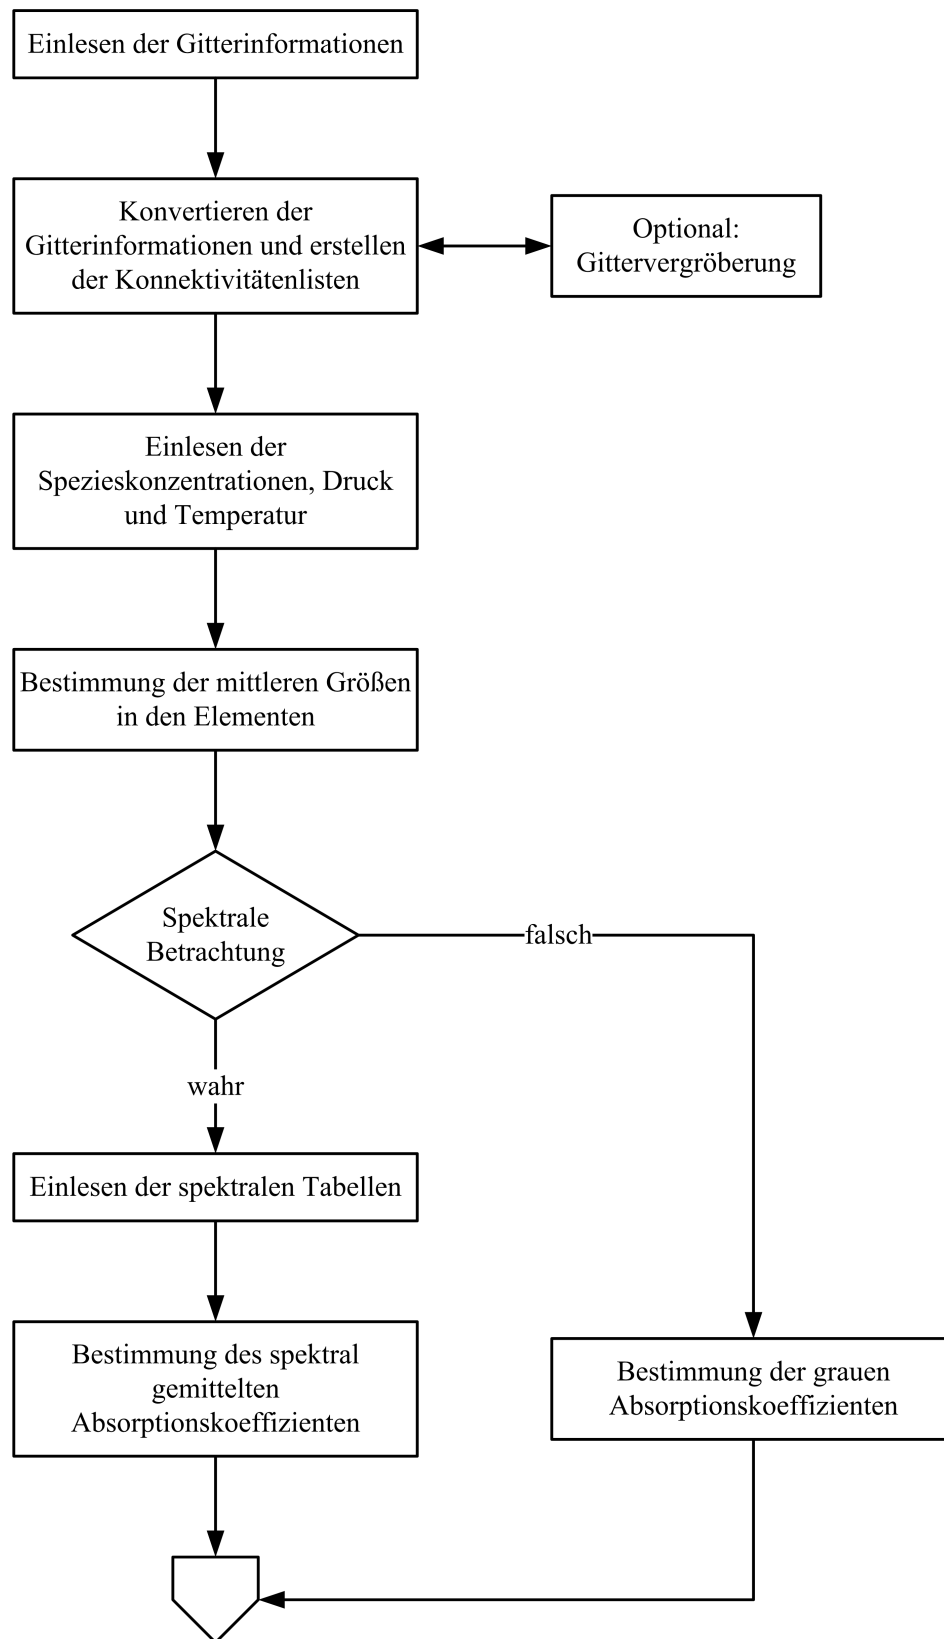 Einlesen der Gitterinformationen
Konvertieren der
Gitterinformationen und erstellen
der Konnektivitätenlisten
Optional:
Gittervergröberung
Einlesen der
Spezieskonzentrationen, Druck
und Temperatur
Bestimmung der mittleren Größen
in den Elementen
Spektrale
Betrachtung
falsch
wahr
Einlesen der spektralen Tabellen
Bestimmung des spektral
gemittelten
Absorptionskoeffizienten
Bestimmung der grauen
Absorptionskoeffizienten